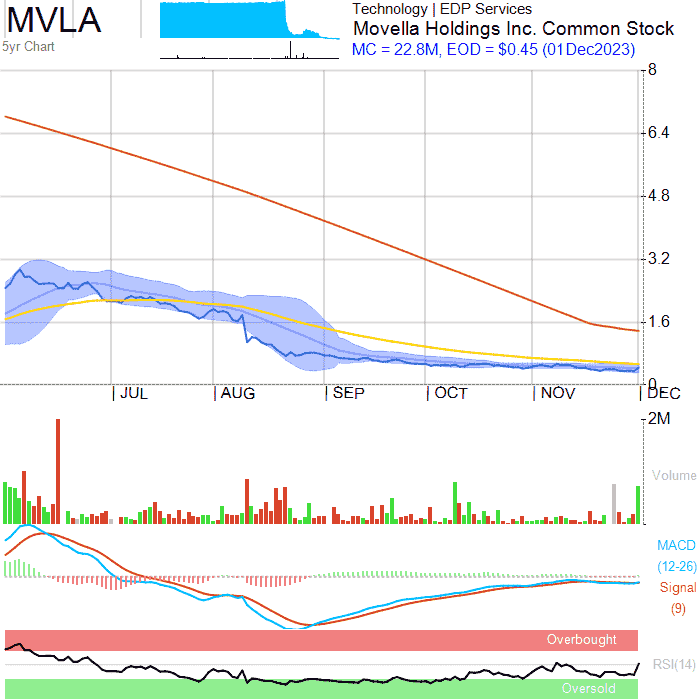 MVLA
5yr Chart
Technology | EDP Services
Movella Holdings Inc. Common Stock
MC = 22.8M, EOD = $0.45 (01Dec2023)
8
6.4
4.8
3.2
1.6
0
JUL AUG SEP OCT NOV DEC
2M
Volume
MACD
(12-26)
Signal
(9)
Overbought
RSI(14)
Oversold